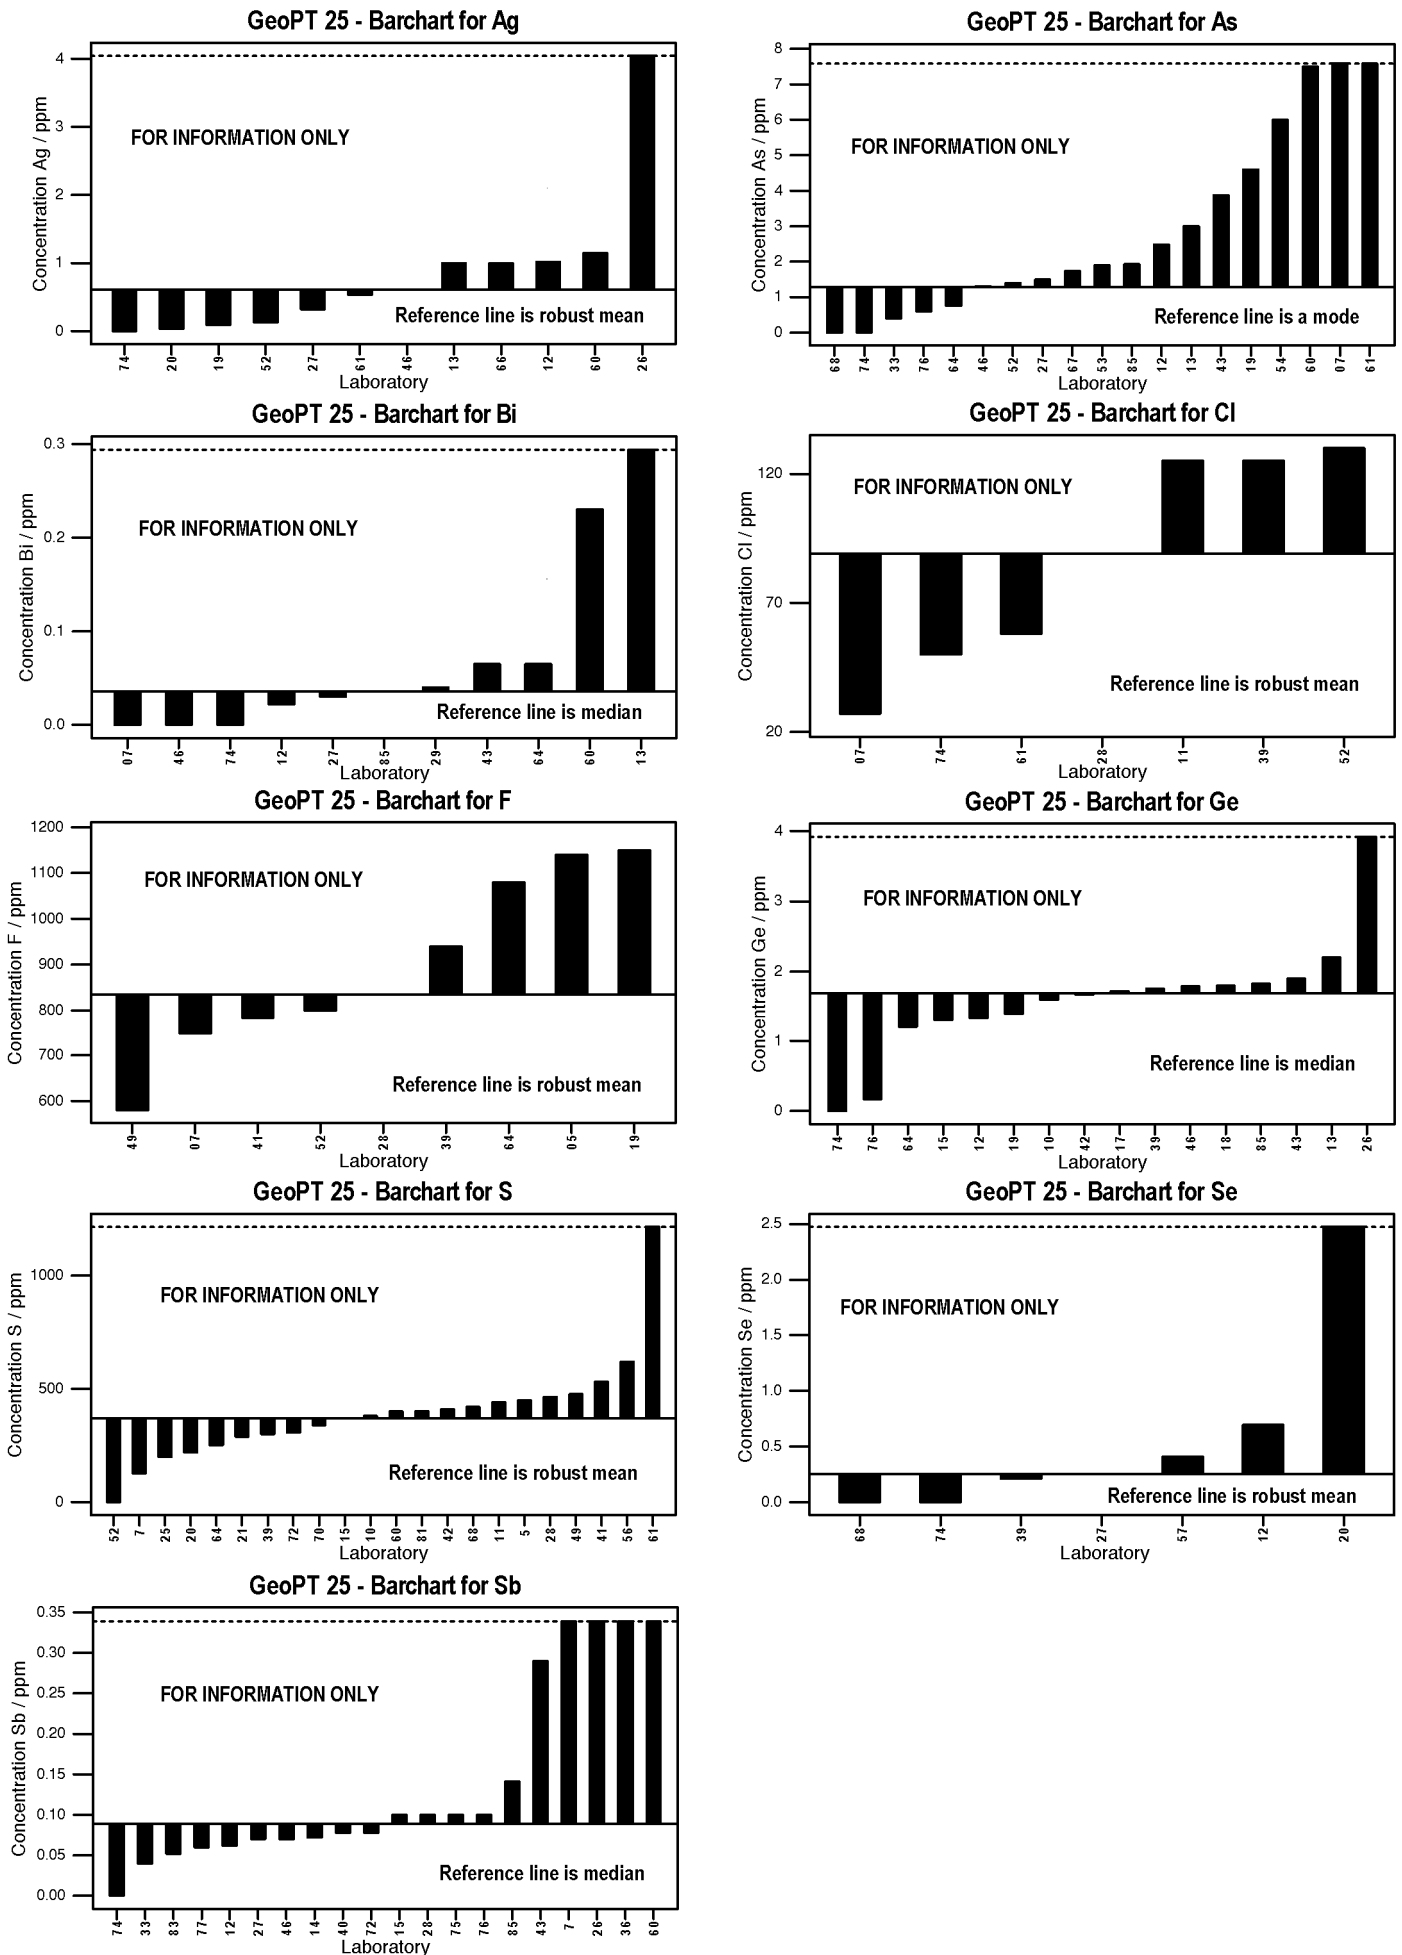 GeoPT 25 - Barchart for Ag
Concentration Ag / ppm
4
3
2
1
0
FOR INFORMATION ONLY
Reference line is robust mean
74 20 19 52 27 61 46 13 66 12 60 26
Laboratory
GeoPT 25 - Barchart for As
Concentration As / ppm
8
7
6
5
4
3
2
1
0
FOR INFORMATION ONLY
Reference line is a mode
68 74 33 76 64 46 52 27 67 53 85 12 13 43 19 54 60 07 61
Laboratory
GeoPT 25 - Barchart for Bi
Concentration Bi / ppm
0.3
0.2
0.1
0.0
FOR INFORMATION ONLY
Reference line is median
07 46 74 12 27 85 29 43 64 60 13
Laboratory
GeoPT 25 - Barchart for Cl
Concentration Cl / ppm
120
70
20
FOR INFORMATION ONLY
Reference line is robust mean
07 74 61 28 11 39 52
Laboratory
GeoPT 25 - Barchart for F
Concentration F / ppm
1200
1100
1000
900
800
700
600
FOR INFORMATION ONLY
Reference line is robust mean
49 07 41 52 28 39 64 05 19
Laboratory
GeoPT 25 - Barchart for Ge
Concentration Ge / ppm
4
3
2
1
0
FOR INFORMATION ONLY
Reference line is median
74 76 64 15 12 19 10 42 17 39 46 18 85 43 13 26
Laboratory
GeoPT 25 - Barchart for S
Concentration S / ppm
1000
500
0
FOR INFORMATION ONLY
Reference line is robust mean
52 7 25 20 64 21 39 72 70 15 10 60 81 42 68 11 5 28 49 41 56 61
Laboratory
GeoPT 25 - Barchart for Se
Concentration Se / ppm
2.5
2.0
1.5
1.0
0.5
0.0
FOR INFORMATION ONLY
Reference line is robust mean
68 74 39 27 57 12 20
Laboratory
GeoPT 25 - Barchart for Sb
Concentration Sb / ppm
0.35
0.30
0.25
0.20
0.15
0.10
0.05
0.00
FOR INFORMATION ONLY
Reference line is median
74 33 83 77 12 27 46 14 40 72 15 28 75 76 85 43 7 26 36 60
Laboratory